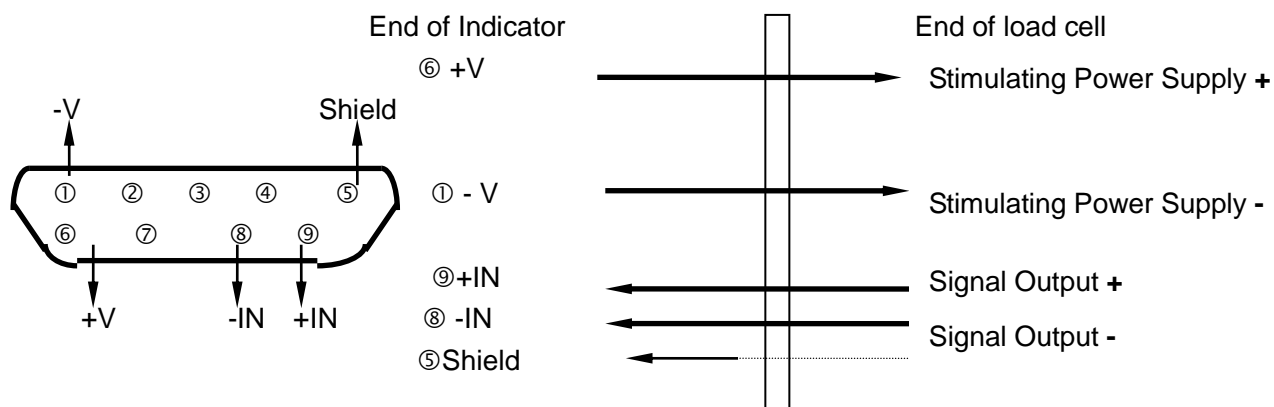 End of Indicator
End of load cell
⑥ +V
Stimulating Power Supply +
-V
Shield
① ② ③ ④ ⑤
① - V
Stimulating Power Supply -
⑥ ⑦ ⑧ ⑨
⑨+IN
Signal Output +
+V
-IN
+IN
⑧ -IN
Signal Output -
⑤Shield